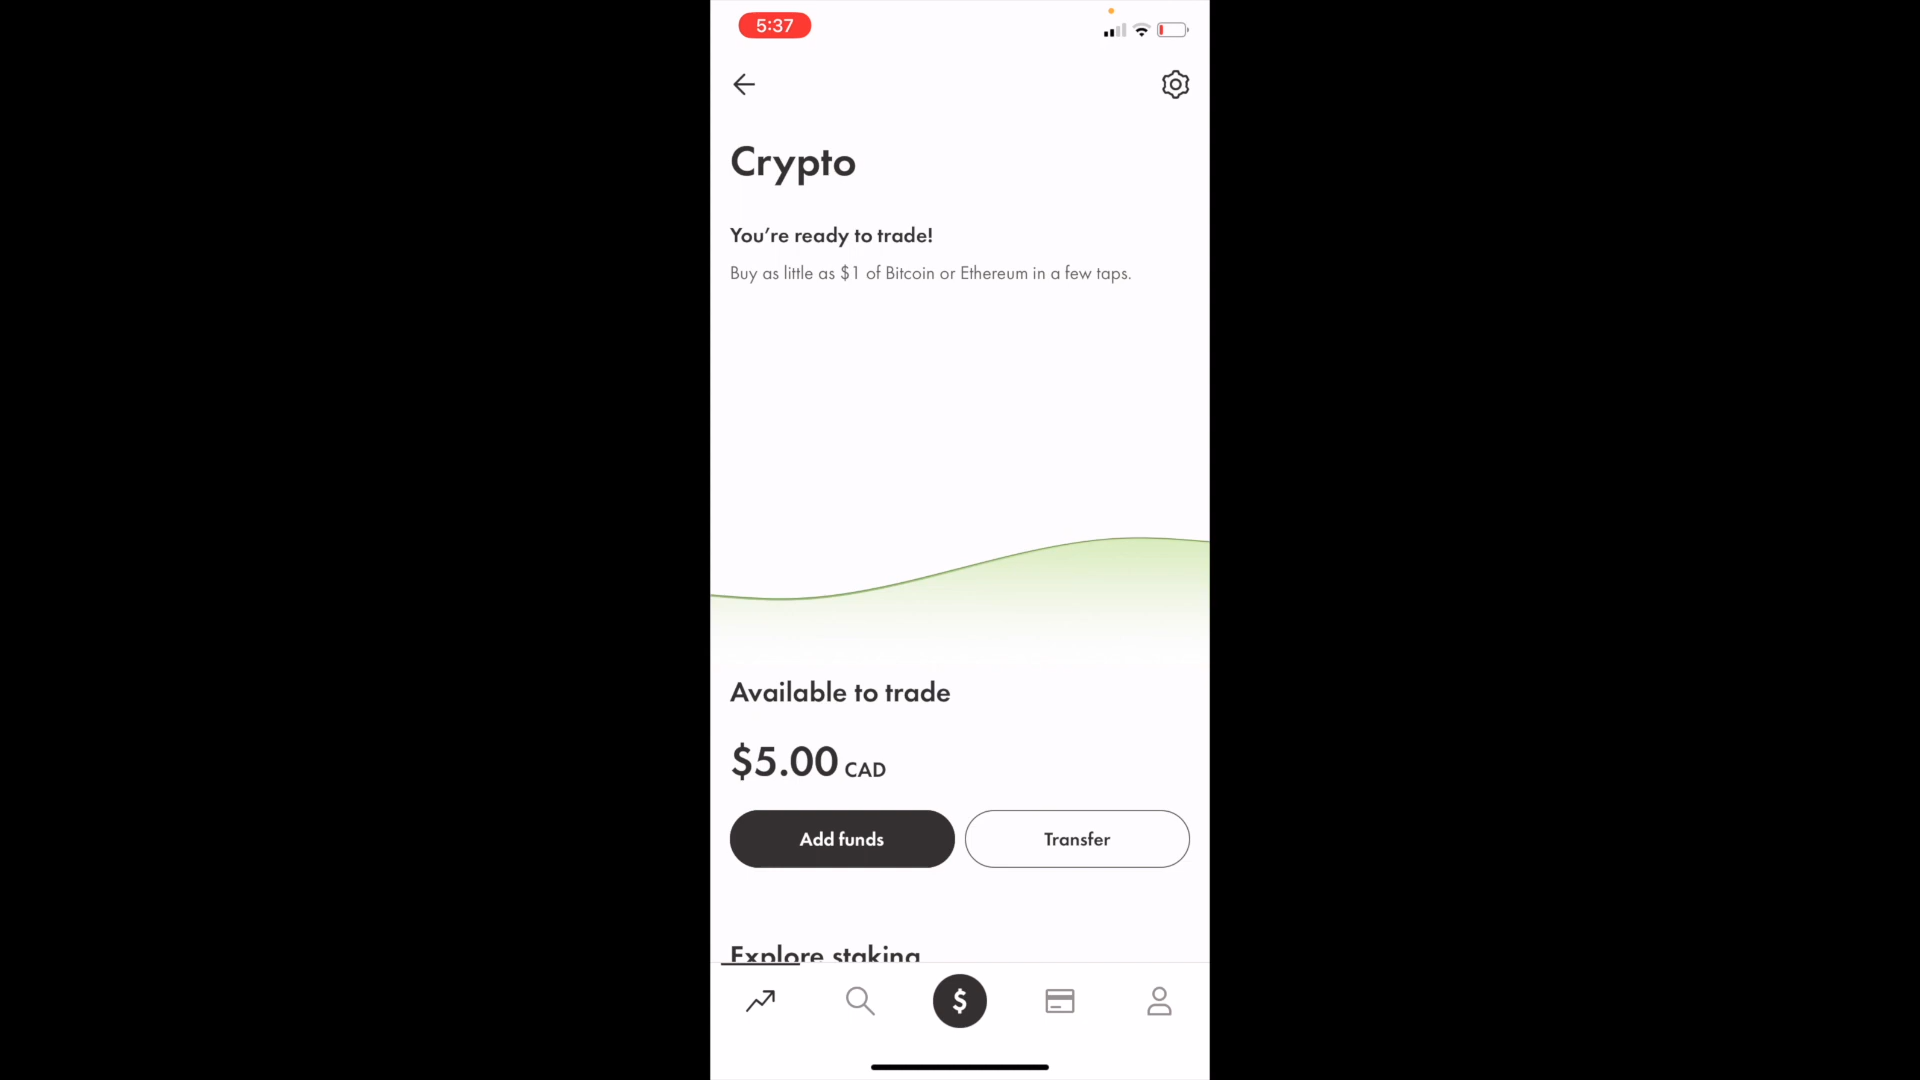 5:37
Crypto
You're ready to trade!
Buy as little as $1 of Bitcoin or Ethereum in a few taps.
Available to trade
$5.00 CAD
Add funds
Transfer
Explore staking
$